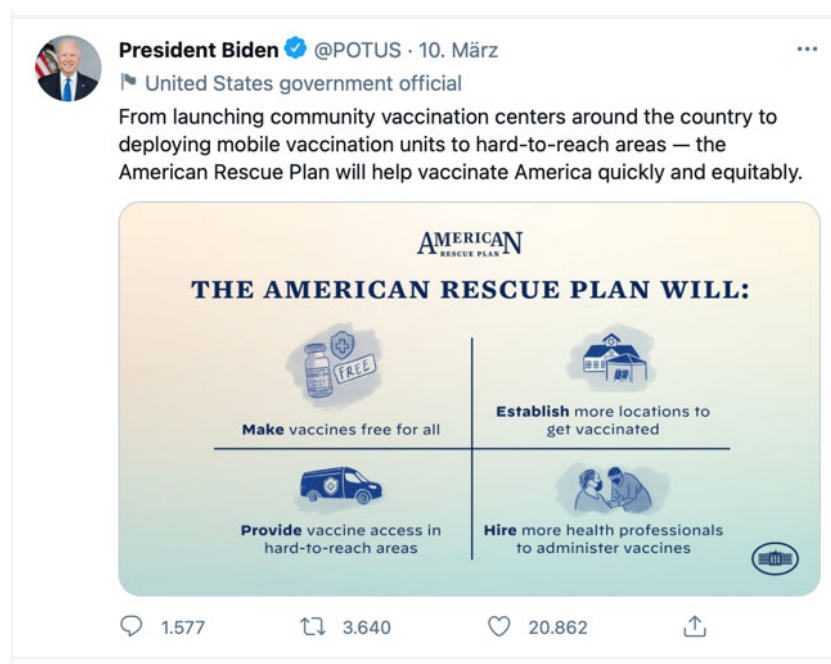 President Biden @POTUS · 10. März
United States government official
From launching community vaccination centers around the country to
deploying mobile vaccination units to hard-to-reach areas — the
American Rescue Plan will help vaccinate America quickly and equitably.
AMERICAN
RESCUE PLAN
THE AMERICAN RESCUE PLAN WILL:
FREE
Make vaccines free for all
Establish more locations to
get vaccinated
Provide vaccine access in
hard-to-reach areas
Hire more health professionals
to administer vaccines
1.577 3.640 20.862